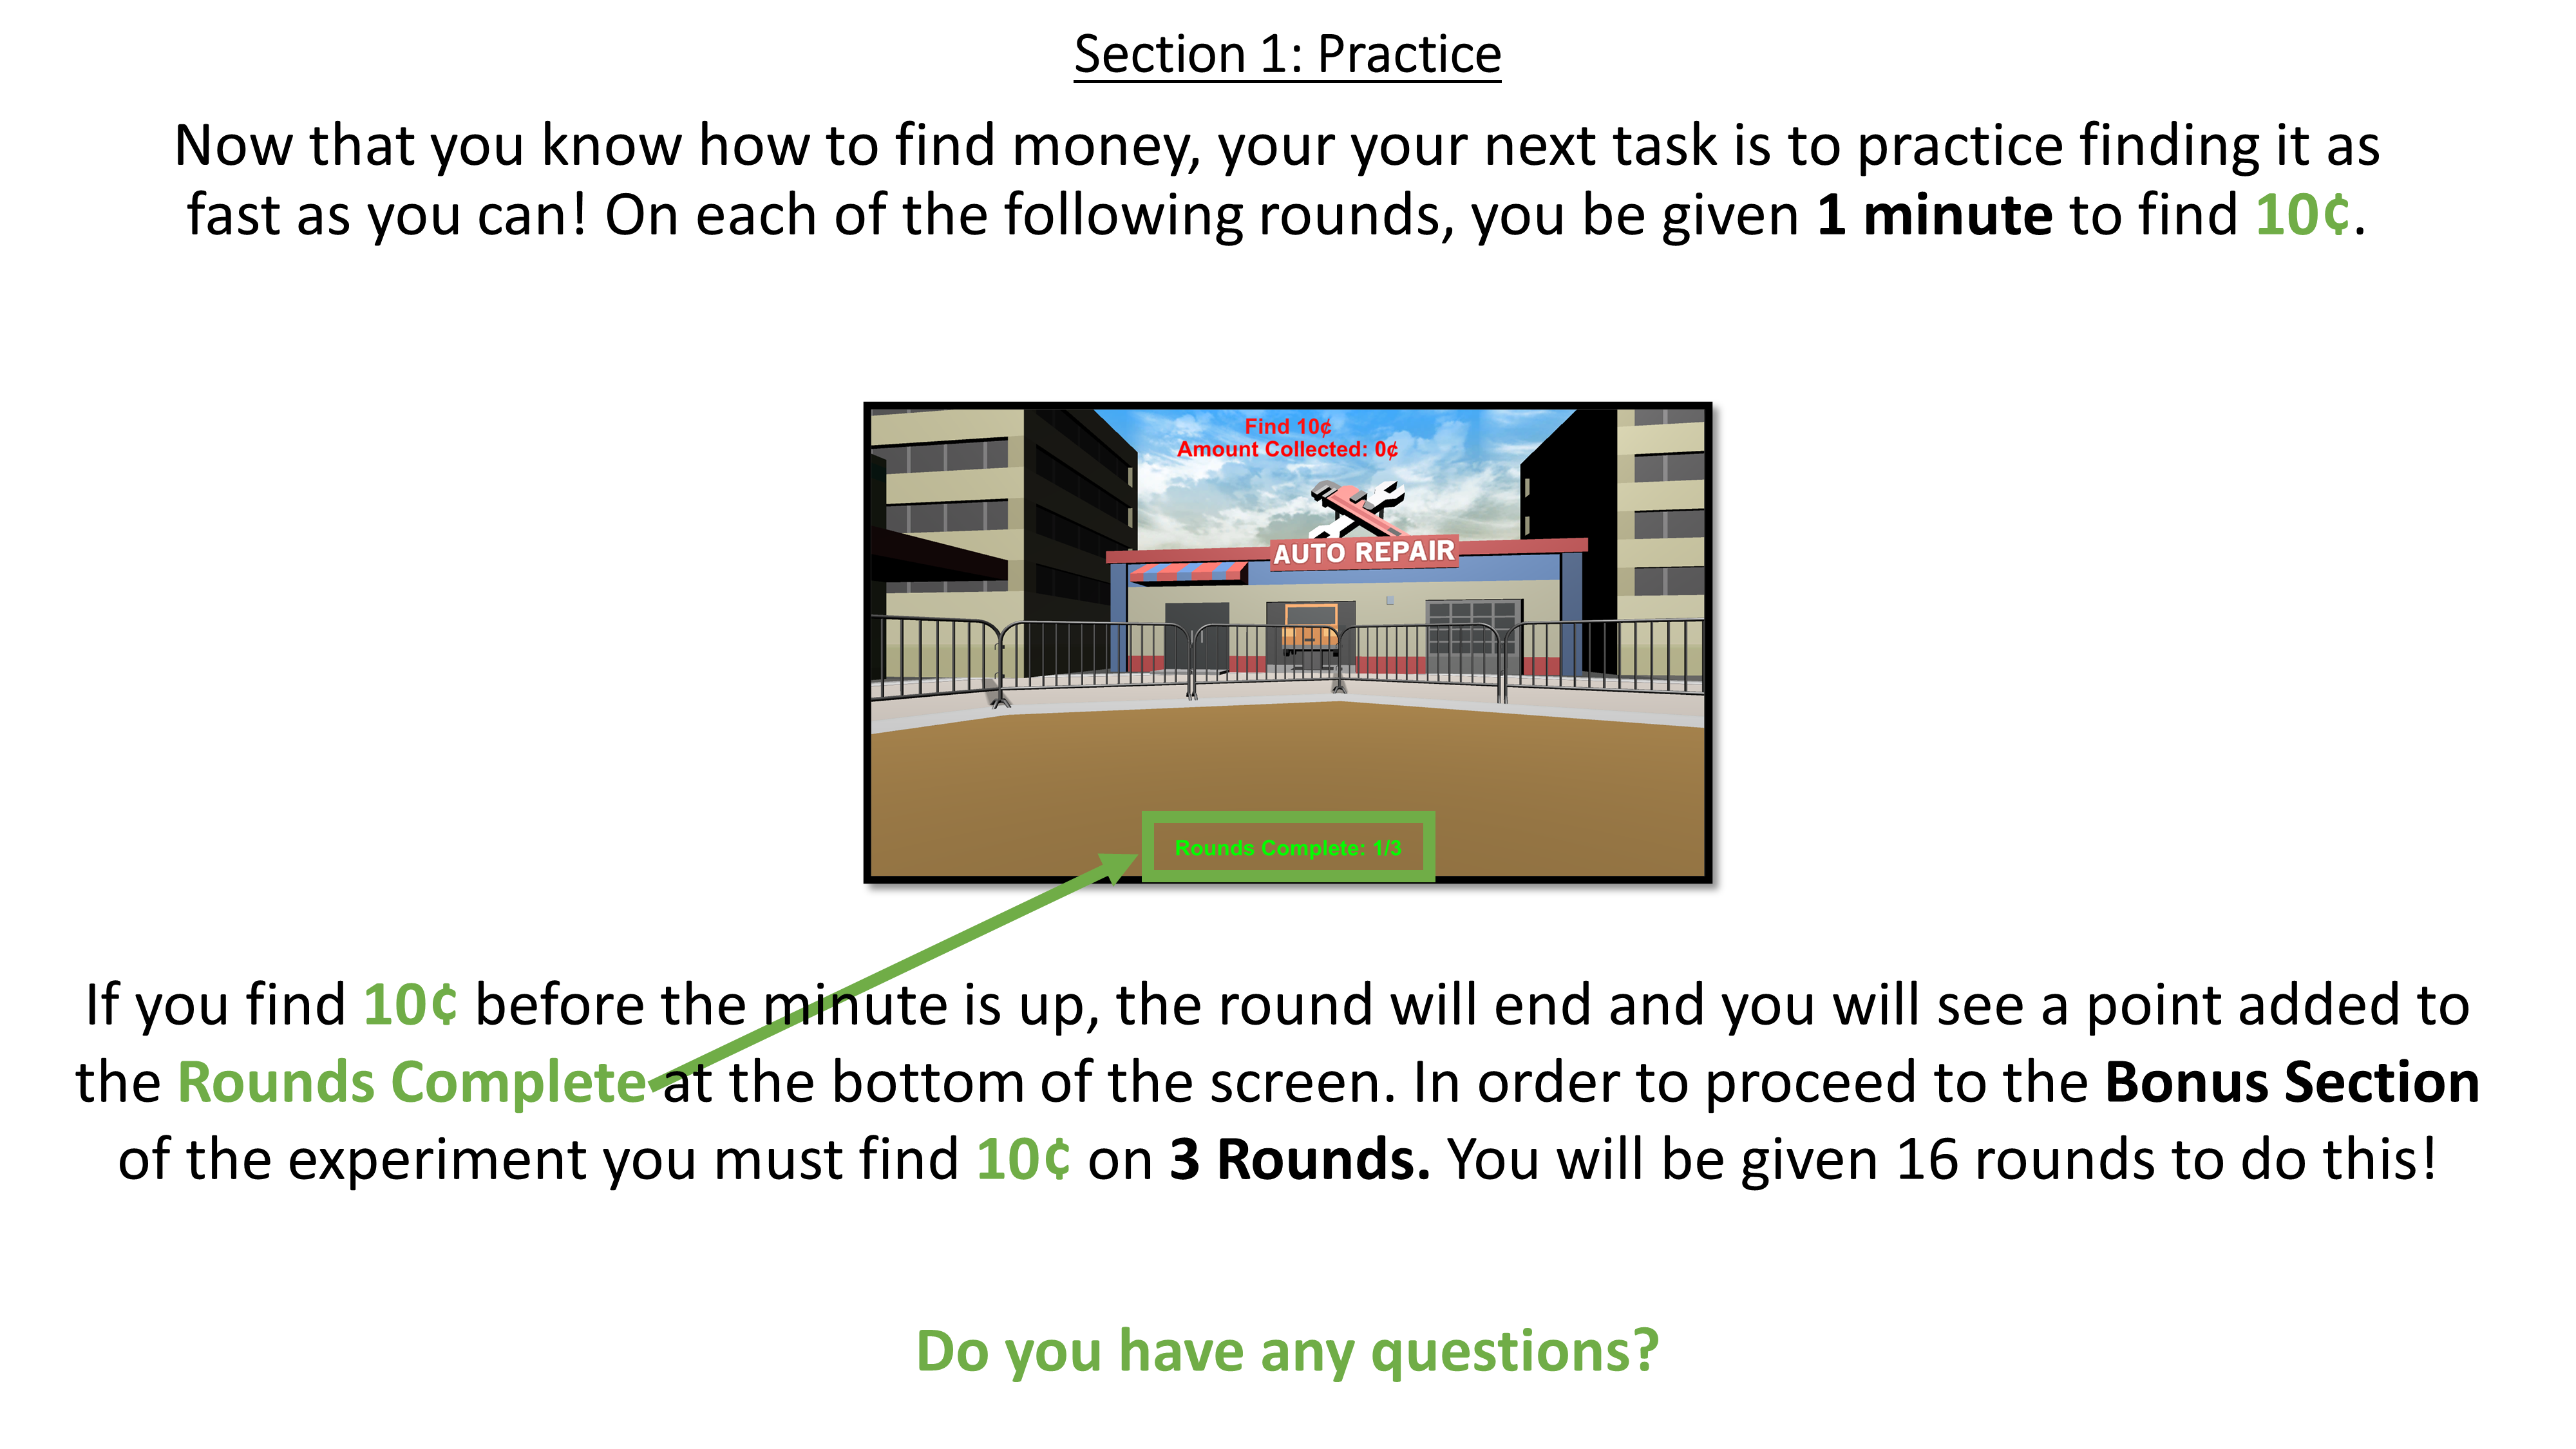 Section 1: Practice
Now that you know how to find money, your your next task is to practice finding it as
fast as you can! On each of the following rounds, you be given 1 minute to find 10¢.
Find 10¢
Amount Collected: 0¢
AUTO REPAIR
Rounds Complete: 1/3
If you find 10¢ before the minute is up, the round will end and you will see a point added to
the Rounds Complete at the bottom of the screen. In order to proceed to the Bonus Section
of the experiment you must find 10¢ on 3 Rounds. You will be given 16 rounds to do this!
Do you have any questions?